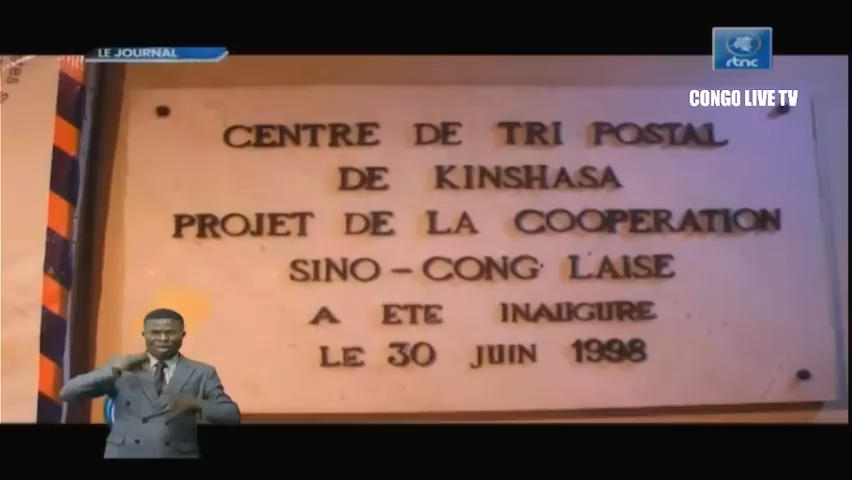 LE JOURNAL
rtnc
CONGO LIVE TV
CENTRE DE TRI POSTAL
DE KINSHASA
PROJET DE LA COOPERATION
SINO-CONG LAISE
A ETE INAUGURE
LE 30 JUIN 1998